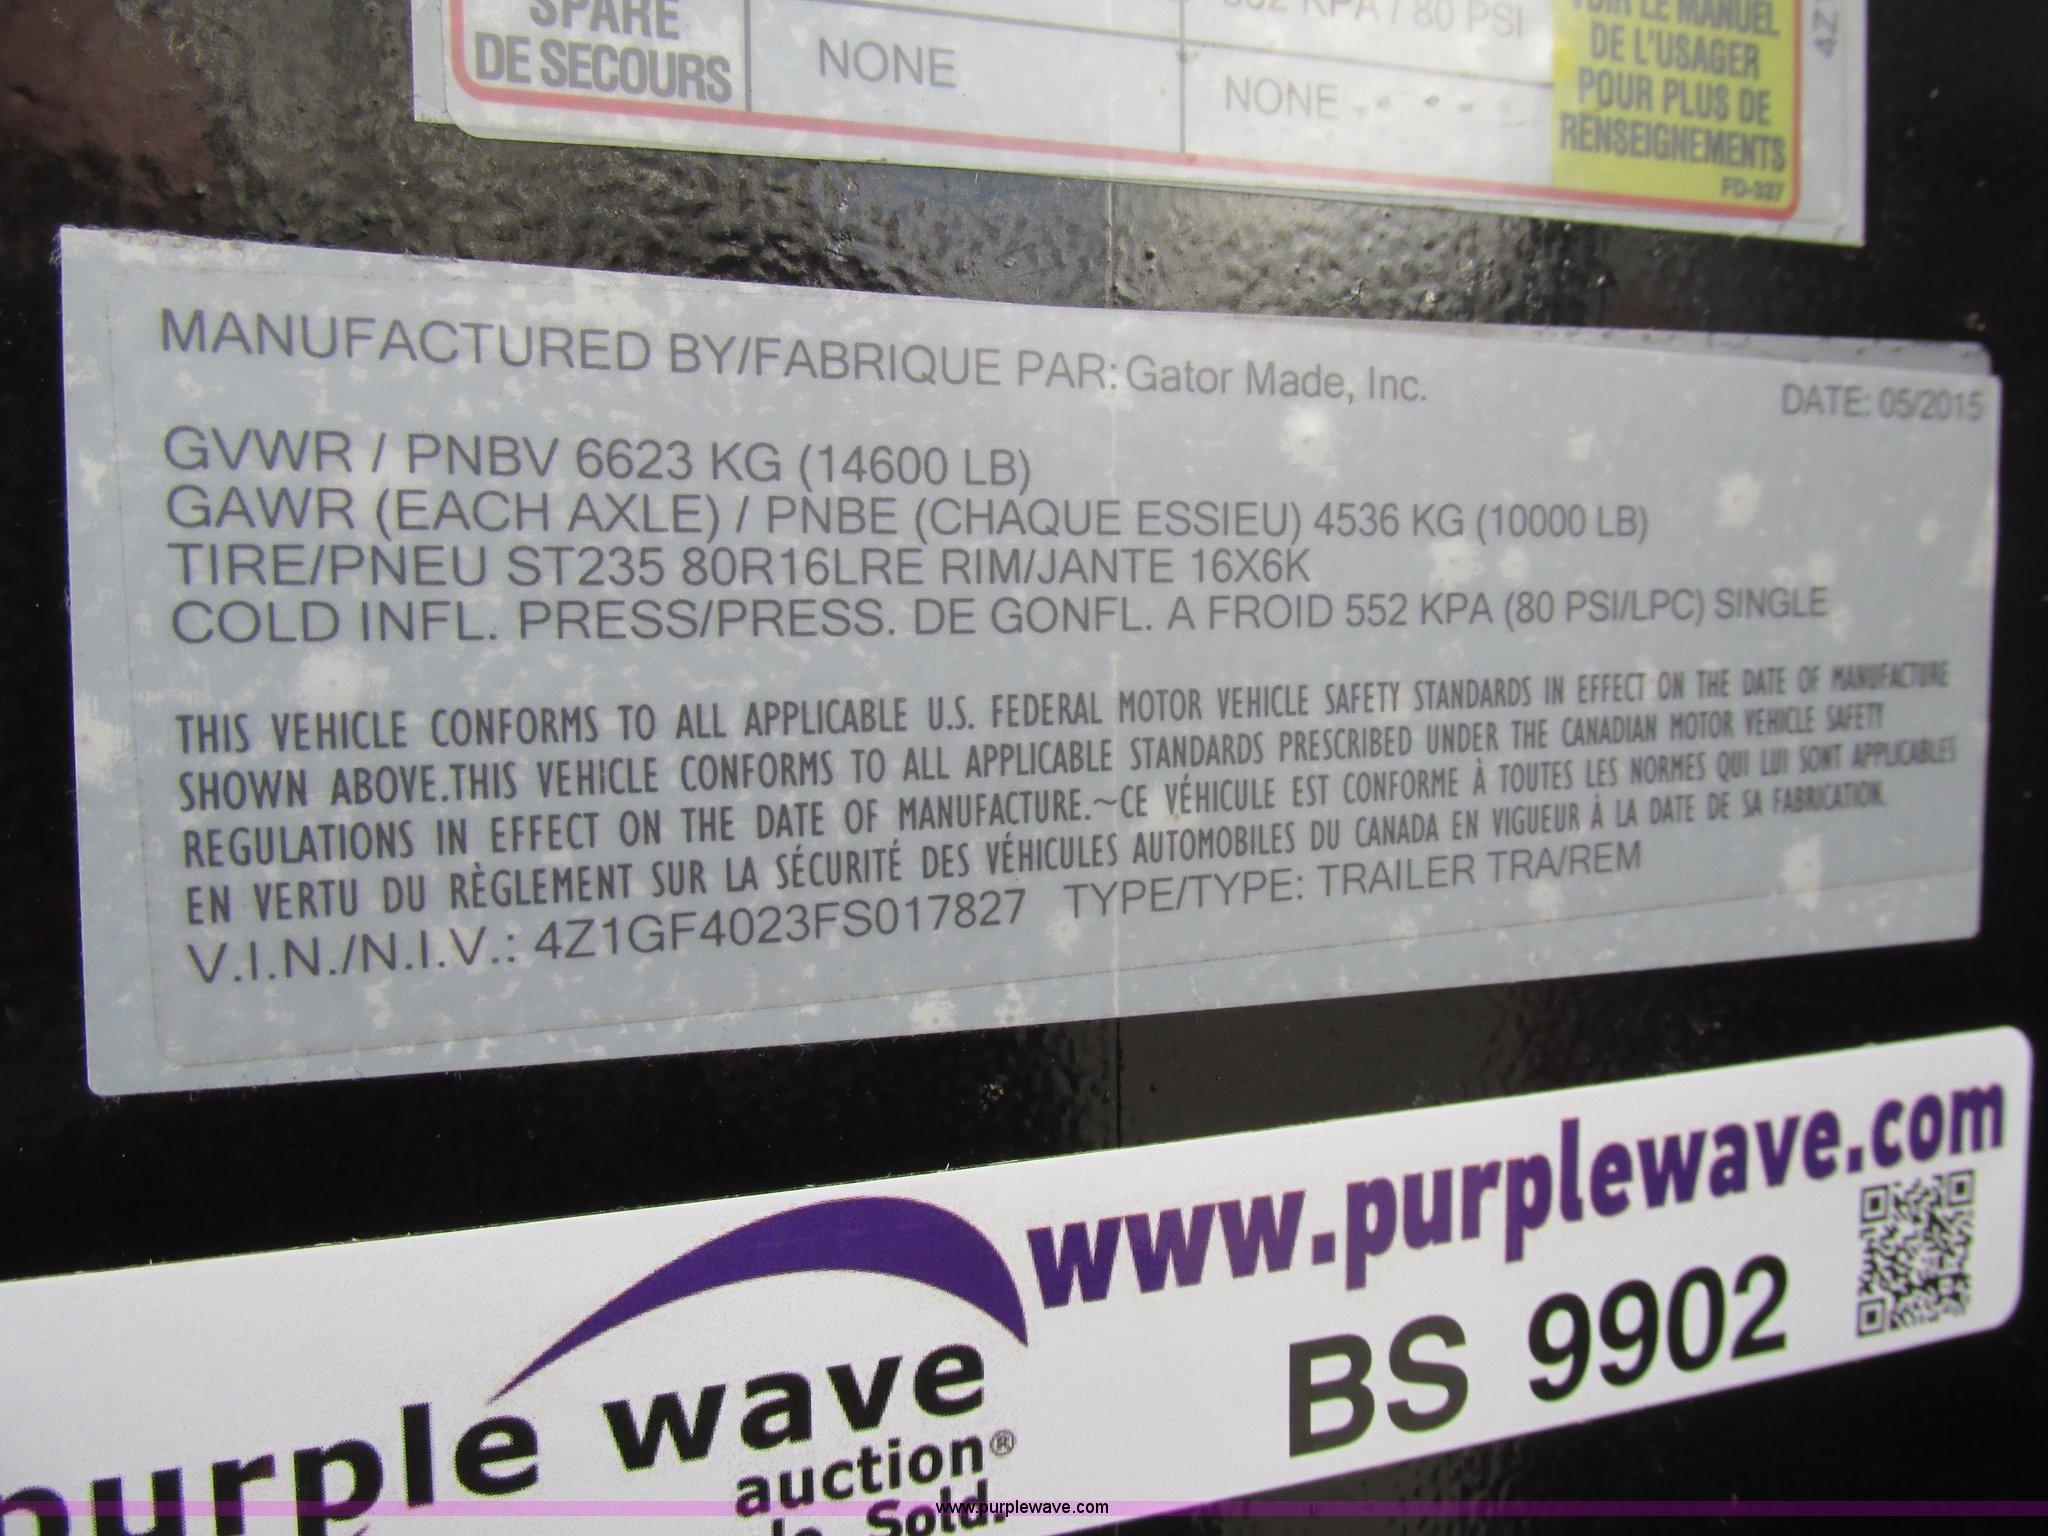 SPARE
DE SECOURS
NONE
KPA / 80 PSI
NONE
VOIR LE MANUEL
DE L'USAGER
POUR PLUS DE
RENSEIGNEMENTS
FD-337
4Z1
MANUFACTURED BY/FABRIQUE PAR: Gator Made, Inc.
DATE: 05/2015
GVWR / PNBV 6623 KG (14600 LB)
GAWR (EACH AXLE) / PNBE (CHAQUE ESSIEU) 4536 KG (10000 LB)
TIRE/PNEU ST235 80R16LRE RIM/JANTE 16X6K
COLD INFL. PRESS/PRESS. DE GONFL. A FROID 552 KPA (80 PSI/LPC) SINGLE
THIS VEHICLE CONFORMS TO ALL APPLICABLE U.S. FEDERAL MOTOR VEHICLE SAFETY STANDARDS IN EFFECT ON THE DATE OF MANUFACTURE
SHOWN ABOVE.THIS VEHICLE CONFORMS TO ALL APPLICABLE STANDARDS PRESCRIBED UNDER THE CANADIAN MOTOR VEHICLE SAFETY
REGULATIONS IN EFFECT ON THE DATE OF MANUFACTURE.~CE VÉHICULE EST CONFORME À TOUTES LES NORMES QUI LUI SONT APPLICABLES
EN VERTU DU RÈGLEMENT SUR LA SÉCURITÉ DES VÉHICULES AUTOMOBILES DU CANADA EN VIGUEUR À LA DATE DE SA FABRICATION.
V.I.N./N.I.V.: 4Z1GF4023FS017827 TYPE/TYPE: TRAILER TRA/REM
www.purplewave.com
BS 9902
purple wave
auction®
Sold.
www.purplewave.com